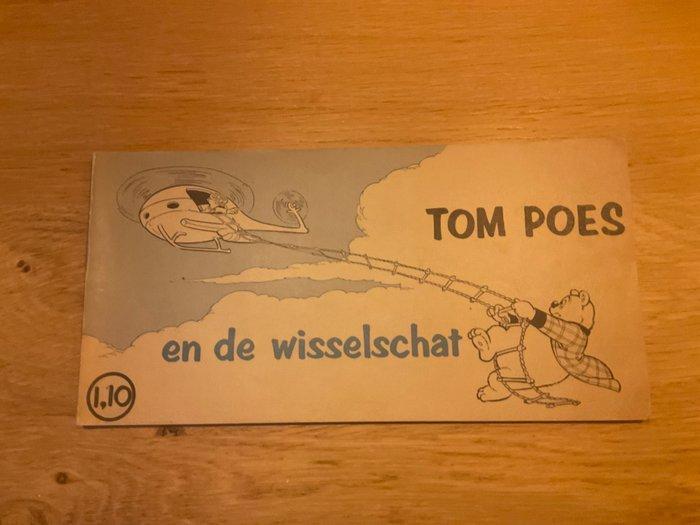 TOM POES
en de wisselschat
1,10